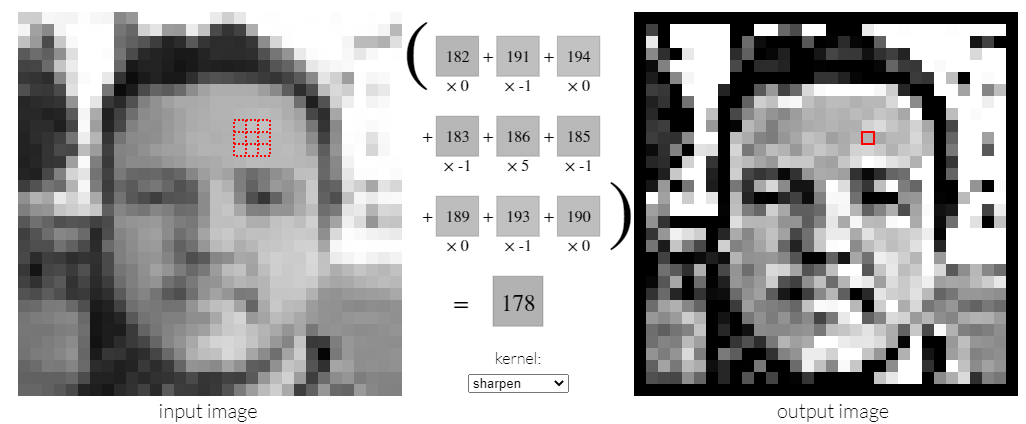 ( 182 + 191 + 194
× 0 × -1 × 0
+ 183 + 186 + 185
× -1 × 5 × -1
+ 189 + 193 + 190 )
× 0 × -1 × 0
= 178
kernel:
sharpen
input image output image